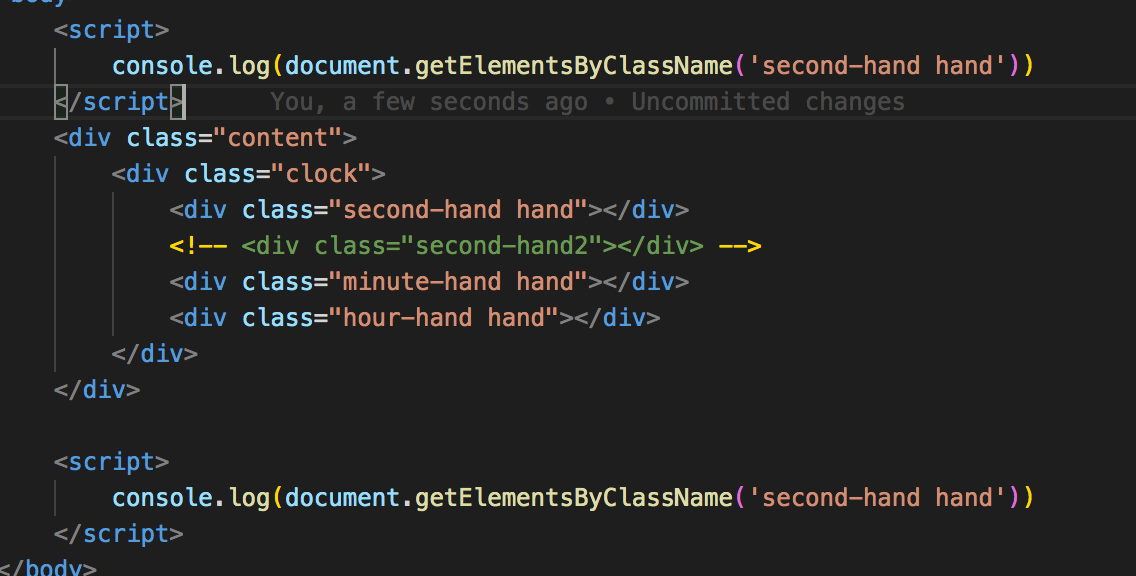 body
<script>
console.log(document.getElementsByClassName('second-hand hand'))
</script> You, a few seconds ago • Uncommitted changes
<div class="content">
<div class="clock">
<div class="second-hand hand"></div>
<!-- <div class="second-hand2"></div> -->
<div class="minute-hand hand"></div>
<div class="hour-hand hand"></div>
</div>
</div>
<script>
console.log(document.getElementsByClassName('second-hand hand'))
</script>
</body>